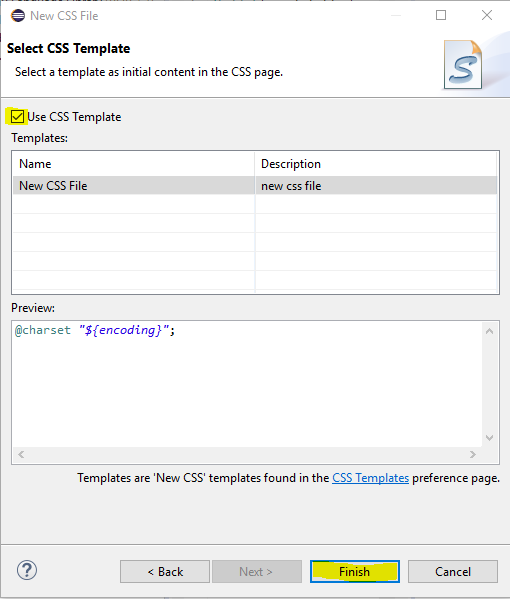 New CSS File
Select CSS Template
Select a template as initial content in the CSS page.
Use CSS Template
Templates:
Name Description
New CSS File new css file
Preview:
@charset "${encoding}";
Templates are 'New CSS' templates found in the CSS Templates preference page.
< Back Next > Finish Cancel